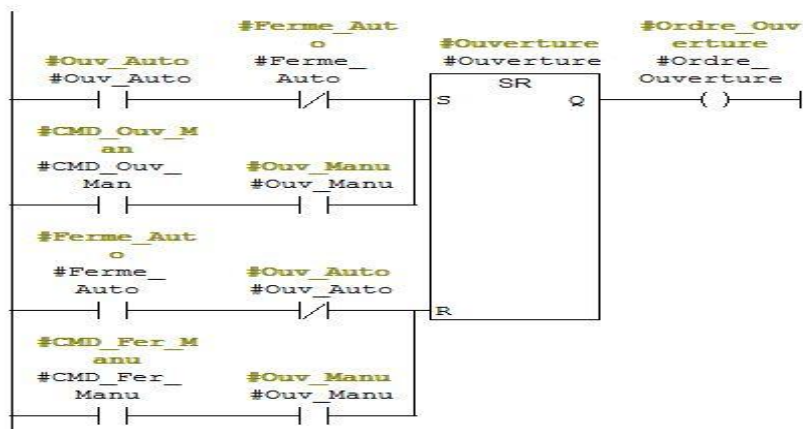 #Ferme_Aut
o
#Ferme_
Auto
#Ouverture
#Ouverture
#Ordre_Ouv
erture
#Ordre_
Ouverture
#Ouv_Auto
#Ouv_Auto
SR
S
Q
#CMD_Ouv_M
an
#CMD_Ouv_
Man
#Ouv_Manu
#Ouv_Manu
#Ferme_Aut
o
#Ferme_
Auto
#Ouv_Auto
#Ouv_Auto
R
#CMD_Fer_M
anu
#CMD_Fer_
Manu
#Ouv_Manu
#Ouv_Manu